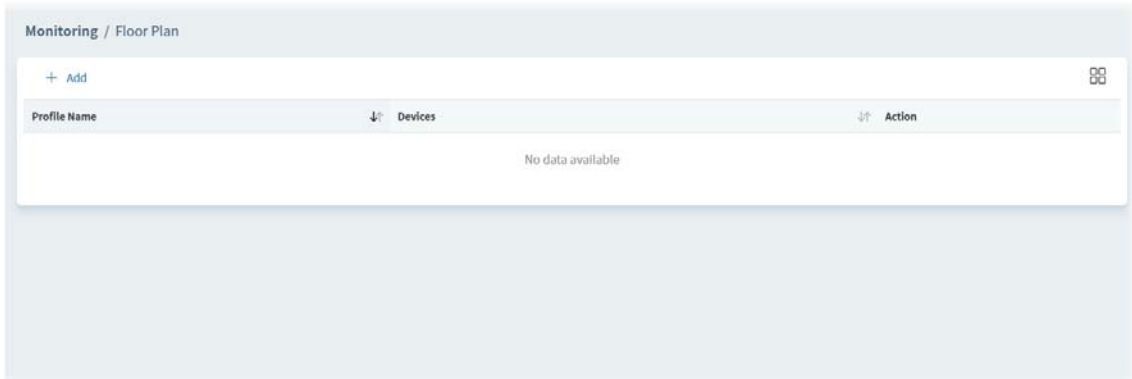 Monitoring / Floor Plan
+ Add
Profile Name Devices Action
No data available